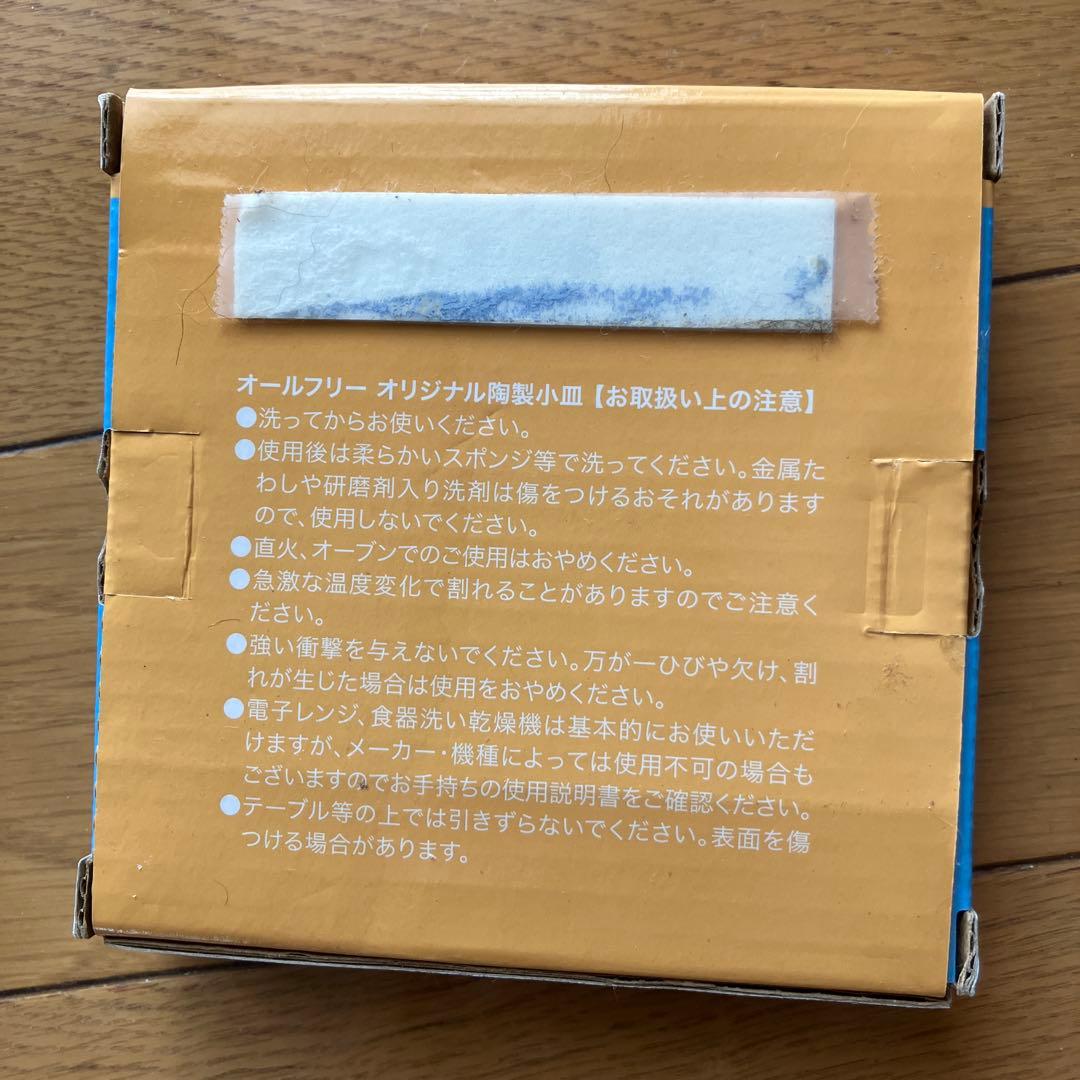 オールフリー オリジナル陶製小皿【お取扱い上の注意】
●洗ってからお使いください。
●使用後は柔らかいスポンジ等で洗ってください。金属た
わしや研磨剤入り洗剤は傷をつけるおそれがあります
ので、使用しないでください。
●直火、オーブンでのご使用はおやめください。
●急激な温度変化で割れることがありますのでご注意く
ださい。
●強い衝撃を与えないでください。万が一ひびや欠け、割
れが生じた場合は使用をおやめください。
●電子レンジ、食器洗い乾燥機は基本的にお使いいただ
けますが、メーカー・機種によっては使用不可の場合も
ございますのでお手持ちの使用説明書をご確認ください。
●テーブル等の上では引きずらないでください。表面を傷
つける場合があります。